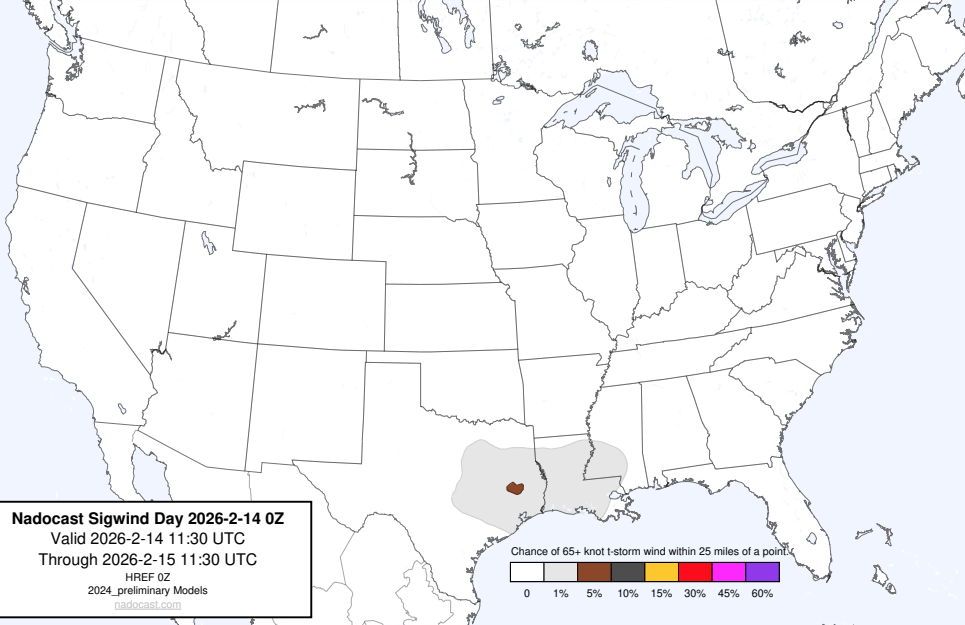 Nadocast Sigwind Day 2026-2-14 0Z
Valid 2026-2-14 11:30 UTC
Through 2026-2-15 11:30 UTC
HREF 0Z
2024_preliminary Models
nadocast.com
Chance of 65+ knot t-storm wind within 25 miles of a point.
0 1% 5% 10% 15% 30% 45% 60%